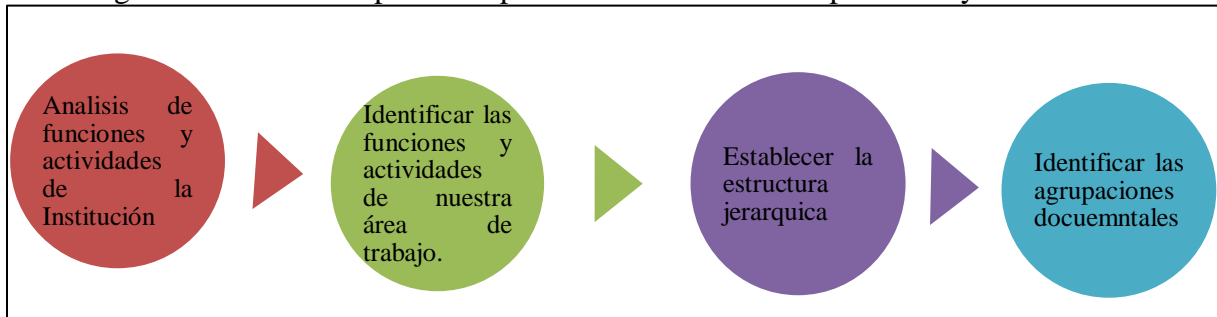 Analisis de
funciones y
actividades
de la
Institución
Identificar las
funciones y
actividades
de nuestra
área de
trabajo.
Establecer la
estructura
jerarquica
Identificar las
agrupaciones
docuemntales